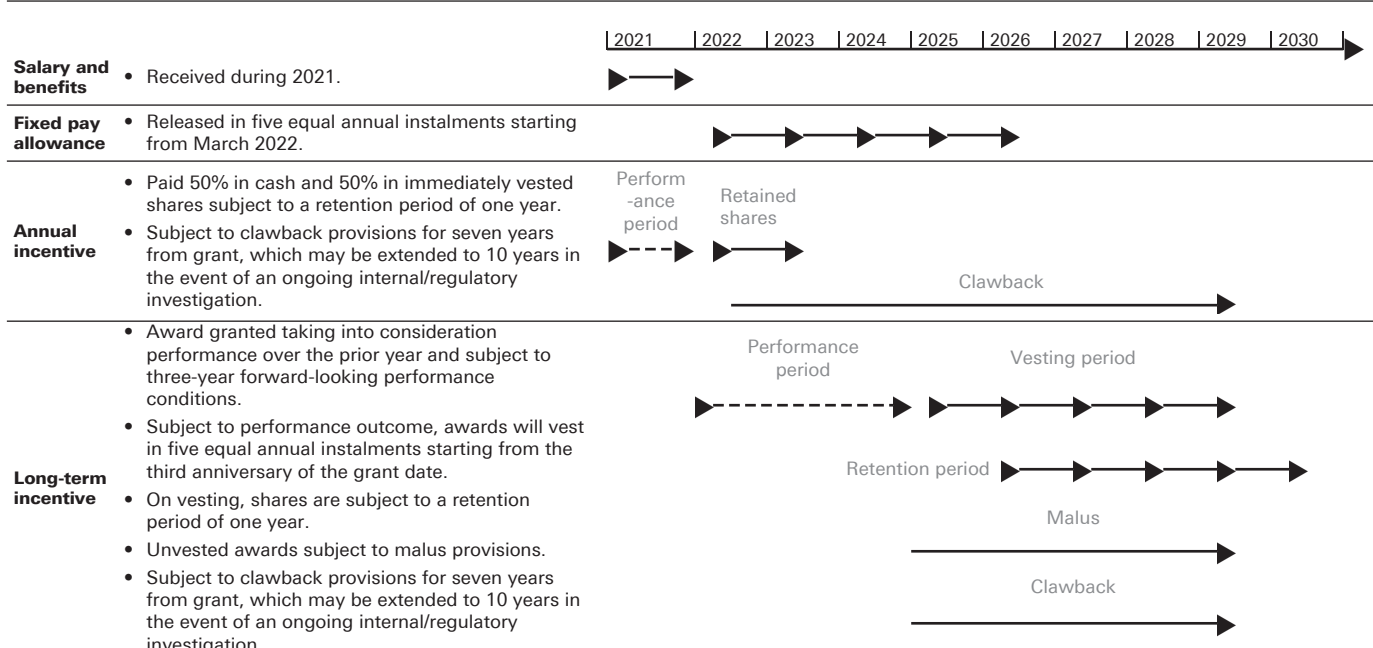 2021 2022 2023 2024 2025 2026 2027 2028 2029 2030
Salary and
benefits
• Received during 2021.
Fixed pay
allowance
• Released in five equal annual instalments starting
from March 2022.
Annual
incentive
• Paid 50% in cash and 50% in immediately vested
shares subject to a retention period of one year.
• Subject to clawback provisions for seven years
from grant, which may be extended to 10 years in
the event of an ongoing internal/regulatory
investigation.
Perform
-ance
period
Retained
shares
Clawback
Long-term
incentive
• Award granted taking into consideration
performance over the prior year and subject to
three-year forward-looking performance
conditions.
• Subject to performance outcome, awards will vest
in five equal annual instalments starting from the
third anniversary of the grant date.
• On vesting, shares are subject to a retention
period of one year.
• Unvested awards subject to malus provisions.
• Subject to clawback provisions for seven years
from grant, which may be extended to 10 years in
the event of an ongoing internal/regulatory
investigation
Performance
period
Vesting period
Retention period
Malus
Clawback